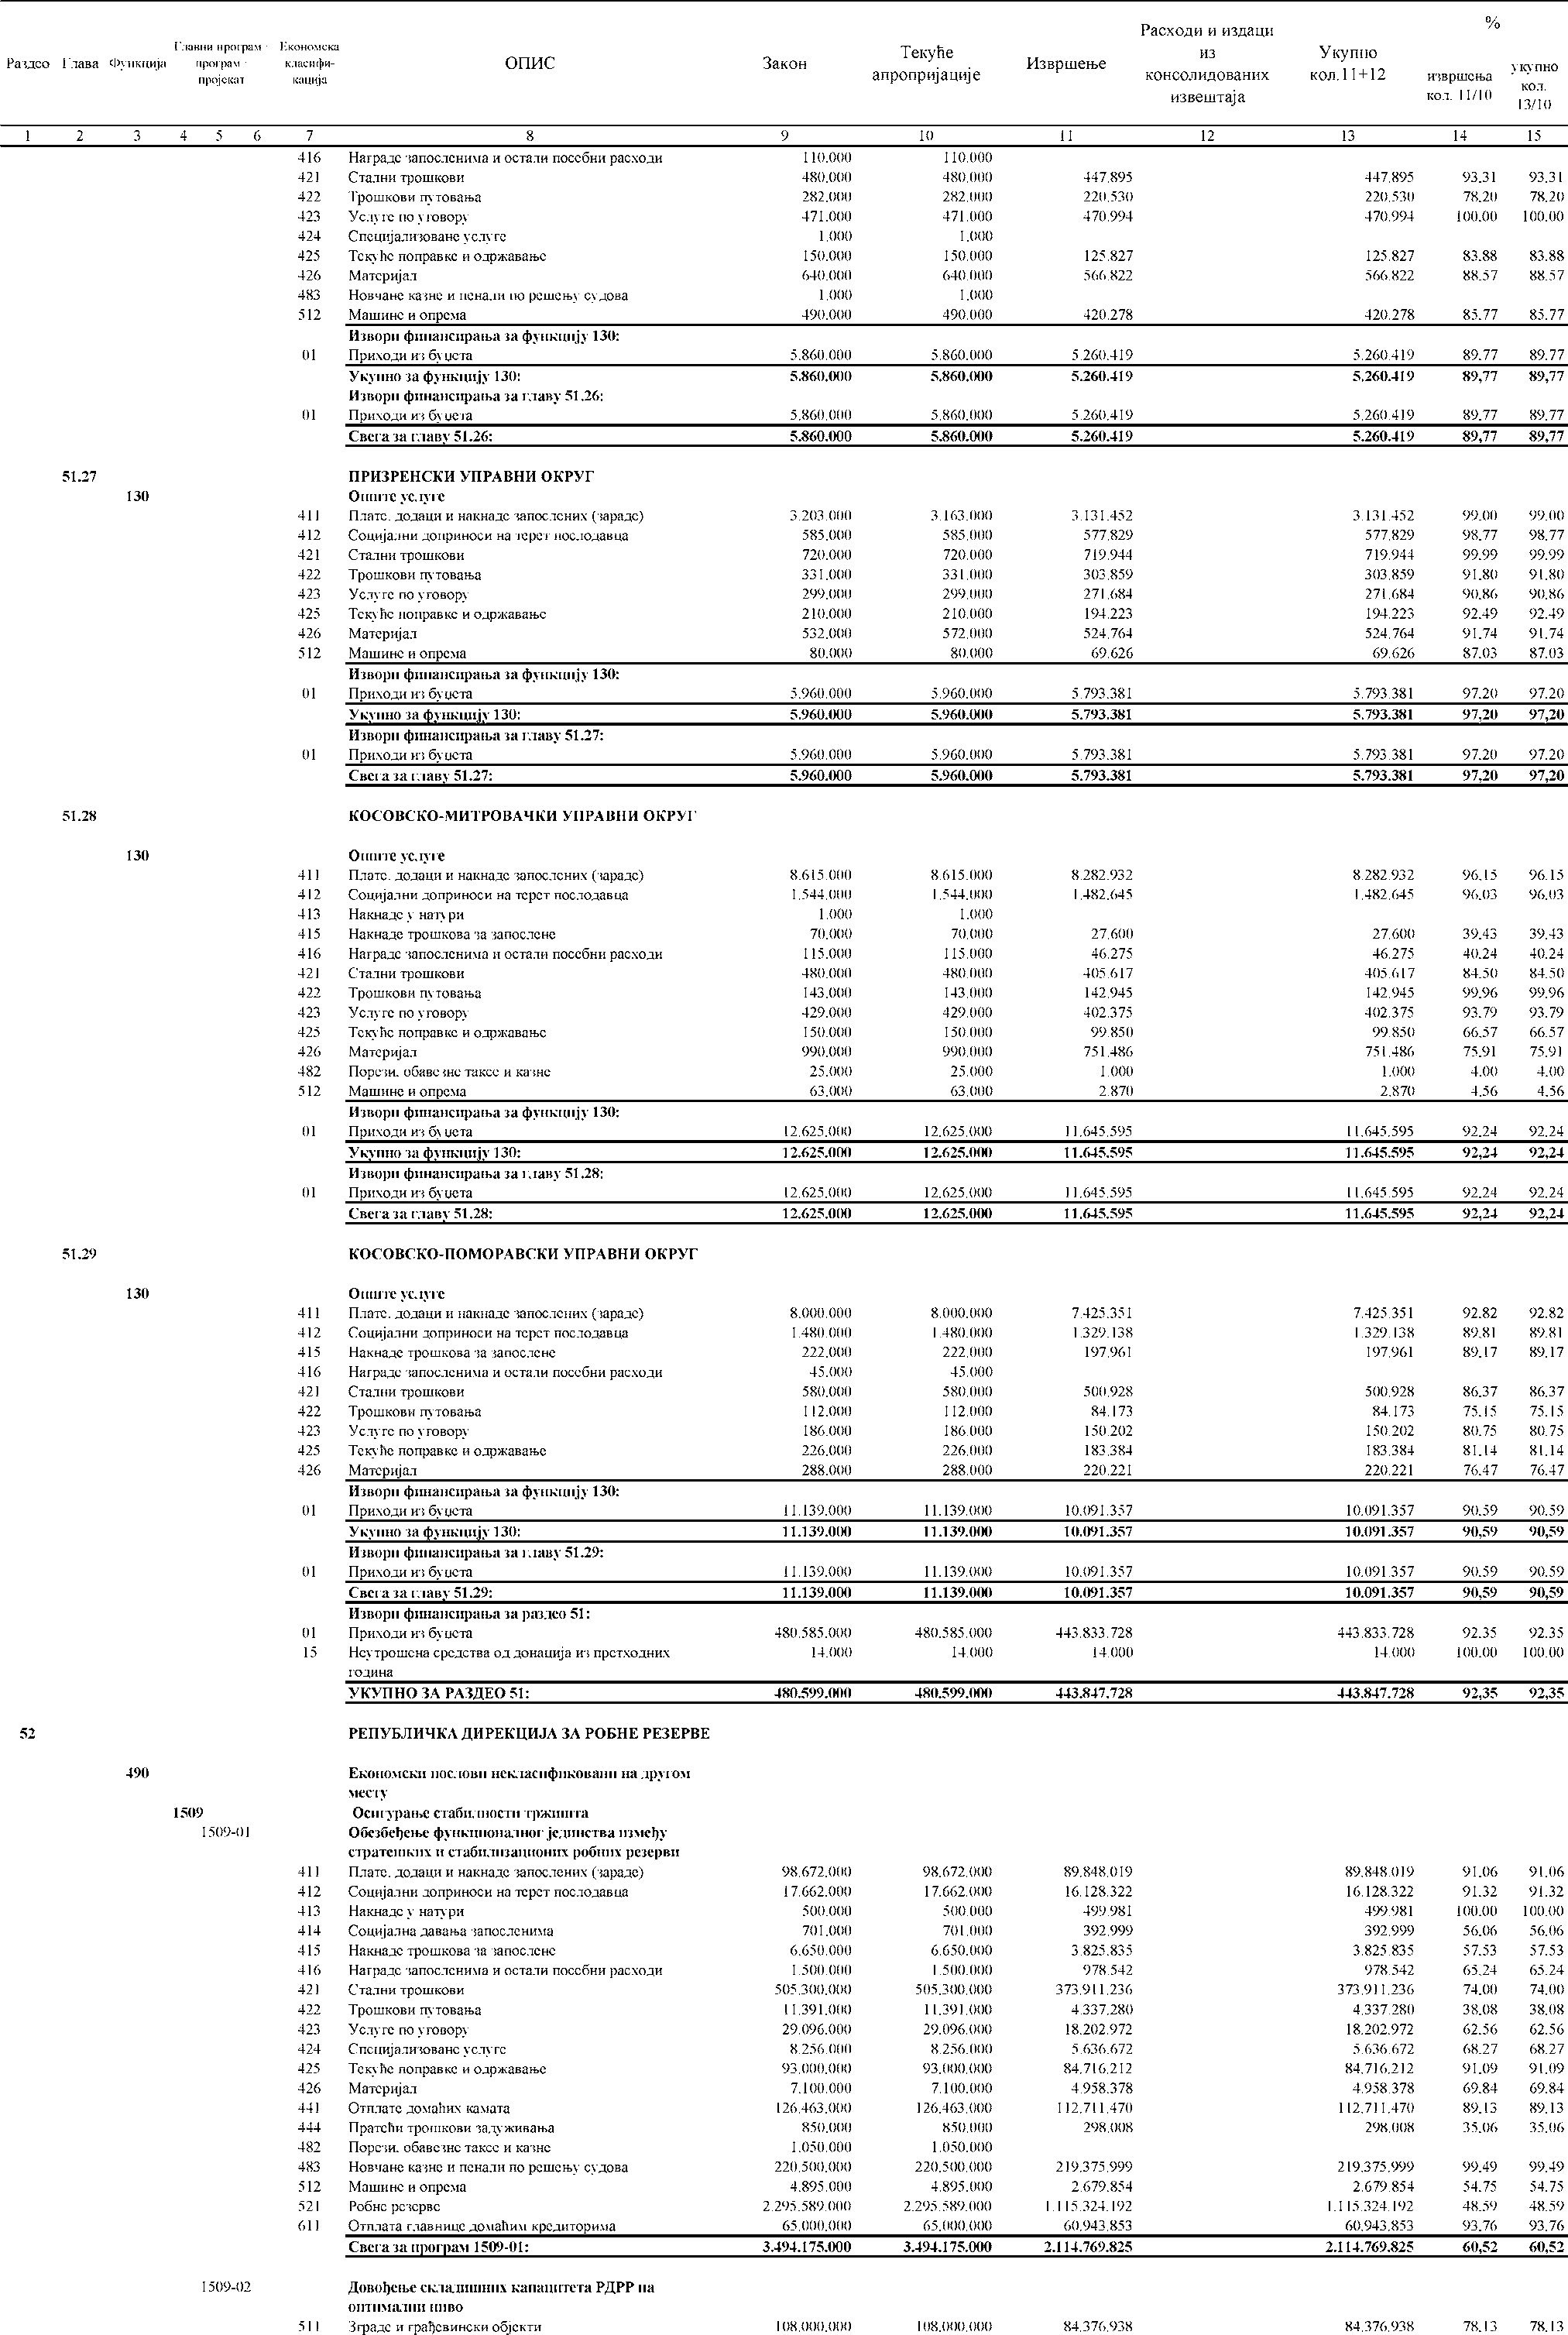 Раздео Глава Функција Главни програм - програм - пројекат Економска класифи-кација ОПИС Закон Текуће апропријације Извршење Расходи и издаци из консолидованих извештаја Укупно кол.11+12 % извршења кол. 11/10 укупно кол. 13/10
1 2 3 4 5 6 7 8 9 10 11 12 13 14 15
416 Награде запосленима и остали посебни расходи 110.000 110.000
421 Стални трошкови 480.000 480.000 447.895 447.895 93,31 93,31
422 Трошкови путовања 282.000 282.000 220.530 220.530 78,20 78,20
423 Услуге по уговору 471.000 471.000 470.994 470.994 100,00 100,00
424 Специјализоване услуге 1.000 1.000
425 Текуће поправке и одржавање 150.000 150.000 125.827 125.827 83,88 83,88
426 Материјал 640.000 640.000 566.822 566.822 88,57 88,57
483 Новчане казне и пенали по решењу судова 1.000 1.000
512 Машине и опрема 490.000 490.000 420.278 420.278 85,77 85,77
Извори финансирања за функцију 130:
01 Приходи из буџета 5.860.000 5.860.000 5.260.419 5.260.419 89,77 89,77
Укупно за функцију 130: 5.860.000 5.860.000 5.260.419 5.260.419 89,77 89,77
Извори финансирања за главу 51.26:
01 Приходи из буџета 5.860.000 5.860.000 5.260.419 5.260.419 89,77 89,77
Свега за главу 51.26: 5.860.000 5.860.000 5.260.419 5.260.419 89,77 89,77
51.27 ПРИЗРЕНСКИ УПРАВНИ ОКРУГ
130 Опште услуге
411 Плате, додаци и накнаде запослених (зараде) 3.203.000 3.163.000 3.131.452 3.131.452 99,00 99,00
412 Социјални доприноси на терет послодавца 585.000 585.000 577.829 577.829 98,77 98,77
421 Стални трошкови 720.000 720.000 719.944 719.944 99,99 99,99
422 Трошкови путовања 331.000 331.000 303.859 303.859 91,80 91,80
423 Услуге по уговору 299.000 299.000 271.684 271.684 90,86 90,86
425 Текуће поправке и одржавање 210.000 210.000 194.223 194.223 92,49 92,49
426 Материјал 532.000 572.000 524.764 524.764 91,74 91,74
512 Машине и опрема 80.000 80.000 69.626 69.626 87,03 87,03
Извори финансирања за функцију 130:
01 Приходи из буџета 5.960.000 5.960.000 5.793.381 5.793.381 97,20 97,20
Укупно за функцију 130: 5.960.000 5.960.000 5.793.381 5.793.381 97,20 97,20
Извори финансирања за главу 51.27:
01 Приходи из буџета 5.960.000 5.960.000 5.793.381 5.793.381 97,20 97,20
Свега за главу 51.27: 5.960.000 5.960.000 5.793.381 5.793.381 97,20 97,20
51.28 КОСОВСКО-МИТРОВАЧКИ УПРАВНИ ОКРУГ
130 Опште услуге
411 Плате, додаци и накнаде запослених (зараде) 8.615.000 8.615.000 8.282.932 8.282.932 96,15 96,15
412 Социјални доприноси на терет послодавца 1.544.000 1.544.000 1.482.645 1.482.645 96,03 96,03
413 Накнаде у натури 1.000 1.000
415 Накнаде трошкова за запослене 70.000 70.000 27.600 27.600 39,43 39,43
416 Награде запосленима и остали посебни расходи 115.000 115.000 46.275 46.275 40,24 40,24
421 Стални трошкови 480.000 480.000 405.617 405.617 84,50 84,50
422 Трошкови путовања 143.000 143.000 142.945 142.945 99,96 99,96
423 Услуге по уговору 429.000 429.000 402.375 402.375 93,79 93,79
425 Текуће поправке и одржавање 150.000 150.000 99.850 99.850 66,57 66,57
426 Материјал 990.000 990.000 751.486 751.486 75,91 75,91
482 Порези, обавезне таксе и казне 25.000 25.000 1.000 1.000 4,00 4,00
512 Машине и опрема 63.000 63.000 2.870 2.870 4,56 4,56
Извори финансирања за функцију 130:
01 Приходи из буџета 12.625.000 12.625.000 11.645.595 11.645.595 92,24 92,24
Укупно за функцију 130: 12.625.000 12.625.000 11.645.595 11.645.595 92,24 92,24
Извори финансирања за главу 51.28:
01 Приходи из буџета 12.625.000 12.625.000 11.645.595 11.645.595 92,24 92,24
Свега за главу 51.28: 12.625.000 12.625.000 11.645.595 11.645.595 92,24 92,24
51.29 КОСОВСКО-ПОМОРАВСКИ УПРАВНИ ОКРУГ
130 Опште услуге
411 Плате, додаци и накнаде запослених (зараде) 8.000.000 8.000.000 7.425.351 7.425.351 92,82 92,82
412 Социјални доприноси на терет послодавца 1.480.000 1.480.000 1.329.138 1.329.138 89,81 89,81
415 Накнаде трошкова за запослене 222.000 222.000 197.961 197.961 89,17 89,17
416 Награде запосленима и остали посебни расходи 45.000 45.000
421 Стални трошкови 580.000 580.000 500.928 500.928 86,37 86,37
422 Трошкови путовања 112.000 112.000 84.173 84.173 75,15 75,15
423 Услуге по уговору 186.000 186.000 150.202 150.202 80,75 80,75
425 Текуће поправке и одржавање 226.000 226.000 183.384 183.384 81,14 81,14
426 Материјал 288.000 288.000 220.221 220.221 76,47 76,47
Извори финансирања за функцију 130:
01 Приходи из буџета 11.139.000 11.139.000 10.091.357 10.091.357 90,59 90,59
Укупно за функцију 130: 11.139.000 11.139.000 10.091.357 10.091.357 90,59 90,59
Извори финансирања за главу 51.29:
01 Приходи из буџета 11.139.000 11.139.000 10.091.357 10.091.357 90,59 90,59
Свега за главу 51.29: 11.139.000 11.139.000 10.091.357 10.091.357 90,59 90,59
Извори финансирања за раздео 51:
01 Приходи из буџета 480.585.000 480.585.000 443.833.728 443.833.728 92,35 92,35
15 Неутрошена средства од донација из претходних 14.000 14.000 14.000 14.000 100,00 100,00
година
УКУПНО ЗА РАЗДЕО 51: 480.599.000 480.599.000 443.847.728 443.847.728 92,35 92,35
52 РЕПУБЛИЧКА ДИРЕКЦИЈА ЗА РОБНЕ РЕЗЕРВЕ
490 Економски послови некласификовани на другом
месту
1509 Осигурање стабилности тржишта
1509-01 Обезбеђење функционалног јединства између
стратешких и стабилизационих робних резерви
411 Плате, додаци и накнаде запослених (зараде) 98.672.000 98.672.000 89.848.019 89.848.019 91,06 91,06
412 Социјални доприноси на терет послодавца 17.662.000 17.662.000 16.128.322 16.128.322 91,32 91,32
413 Накнаде у натури 500.000 500.000 499.981 499.981 100,00 100,00
414 Социјална давања запосленима 701.000 701.000 392.999 392.999 56,06 56,06
415 Накнаде трошкова за запослене 6.650.000 6.650.000 3.825.835 3.825.835 57,53 57,53
416 Награде запосленима и остали посебни расходи 1.500.000 1.500.000 978.542 978.542 65,24 65,24
421 Стални трошкови 505.300.000 505.300.000 373.911.236 373.911.236 74,00 74,00
422 Трошкови путовања 11.391.000 11.391.000 4.337.280 4.337.280 38,08 38,08
423 Услуге по уговору 29.096.000 29.096.000 18.202.972 18.202.972 62,56 62,56
424 Специјализоване услуге 8.256.000 8.256.000 5.636.672 5.636.672 68,27 68,27
425 Текуће поправке и одржавање 93.000.000 93.000.000 84.716.212 84.716.212 91,09 91,09
426 Материјал 7.100.000 7.100.000 4.958.378 4.958.378 69,84 69,84
441 Отплате домаћих камата 126.463.000 126.463.000 112.711.470 112.711.470 89,13 89,13
444 Пратећи трошкови задуживања 850.000 850.000 298.008 298.008 35,06 35,06
482 Порези, обавезне таксе и казне 1.050.000 1.050.000
483 Новчане казне и пенали по решењу судова 220.500.000 220.500.000 219.375.999 219.375.999 99,49 99,49
512 Машине и опрема 4.895.000 4.895.000 2.679.854 2.679.854 54,75 54,75
521 Робне резерве 2.295.589.000 2.295.589.000 1.115.324.192 1.115.324.192 48,59 48,59
611 Отплата главнице домаћим кредиторима 65.000.000 65.000.000 60.943.853 60.943.853 93,76 93,76
Свега за програм 1509-01: 3.494.175.000 3.494.175.000 2.114.769.825 2.114.769.825 60,52 60,52
1509-02 Довођење складишних капацитета РДРР на
оптимални ниво
511 Зграде и грађевински објекти 108.000.000 108.000.000 84.376.938 84.376.938 78,13 78,13